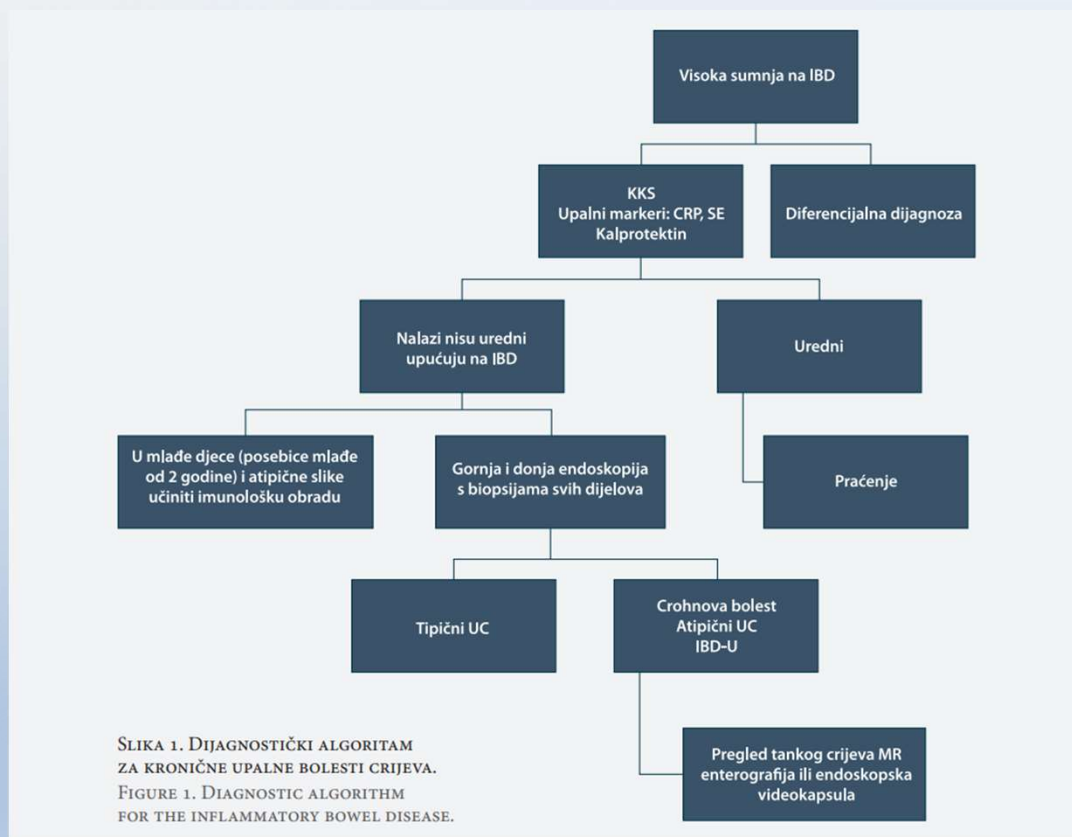 Visoka sumnja na IBD
KKS
Upalni markeri: CRP, SE
Kalprotektin
Diferencijalna dijagnoza
Nalazi nisu uredni
upućuju na IBD
Uredni
U mlađe djece (posebice mlađe
od 2 godine) i atipične slike
učiniti imunološku obradu
Gornja i donja endoskopija
s biopsijama svih dijelova
Praćenje
Tipični UC
Crohnova bolest
Atipični UC
IBD-U
Pregled tankog crijeva MR
enterografija ili endoskopska
videokapsula
Slika 1. Dijagnostički algoritam
za kronične upalne bolesti crijeva.
Figure 1. Diagnostic algorithm
for the inflammatory bowel disease.